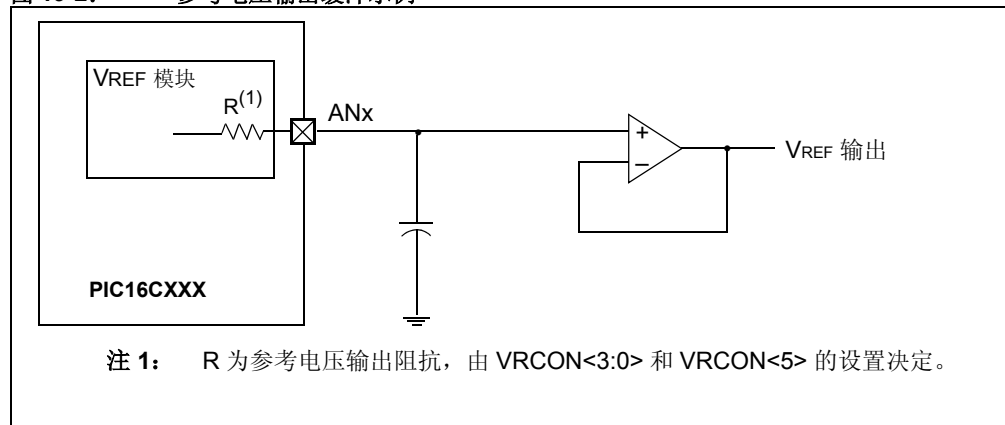 VREF 模块
R(1)
ANx
+
–
VREF 输出
PIC16CXXX
注 1： R 为参考电压输出阻抗，由 VRCON<3:0> 和 VRCON<5> 的设置决定。